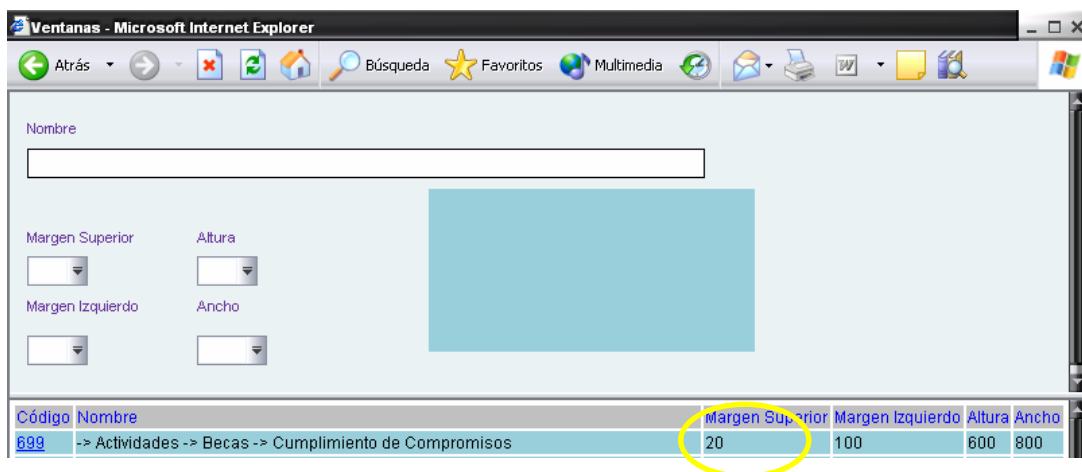 Ventanas - Microsoft Internet Explorer
Atrás Búsqueda Favoritos Multimedia
Nombre
Margen Superior Altura
Margen Izquierdo Ancho
Código Nombre Margen Superior Margen Izquierdo Altura Ancho
699 -> Actividades -> Becas -> Cumplimiento de Compromisos 20 100 600 800